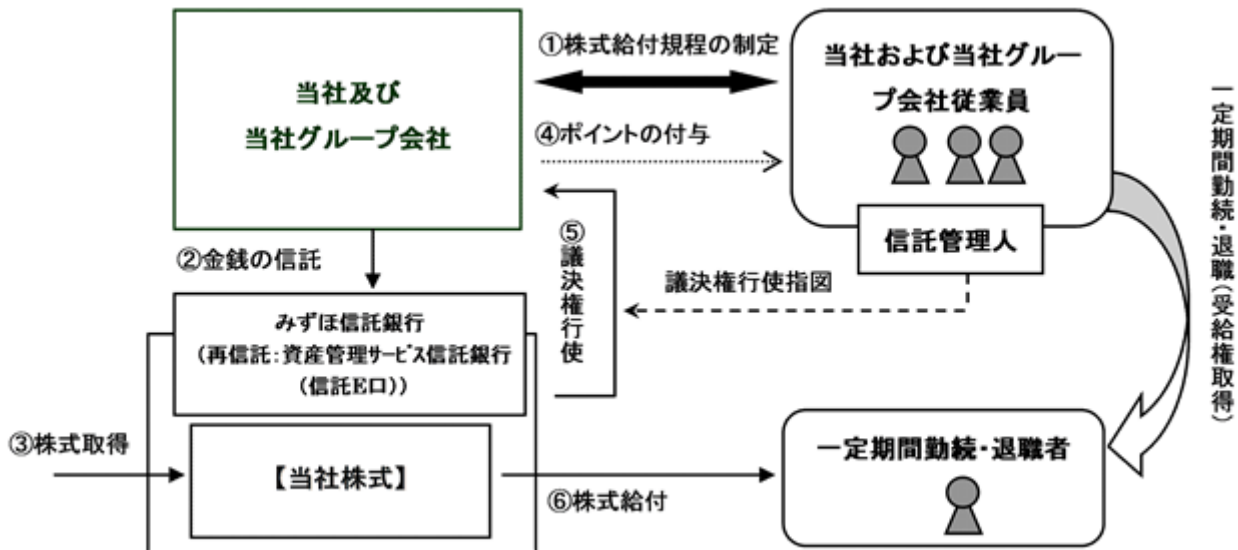 ①株式給付規程の制定
当社及び
当社グループ会社
当社および当社グルー
プ会社従業員
④ポイントの付与
信託管理人
一定期間勤続・退職(受給権取得)
②金銭の信託
⑤議決権行使
議決権行使指図
みずほ信託銀行
(再信託:資産管理サービス信託銀行
(信託E口))
③株式取得
【当社株式】
⑥株式給付
一定期間勤続・退職者